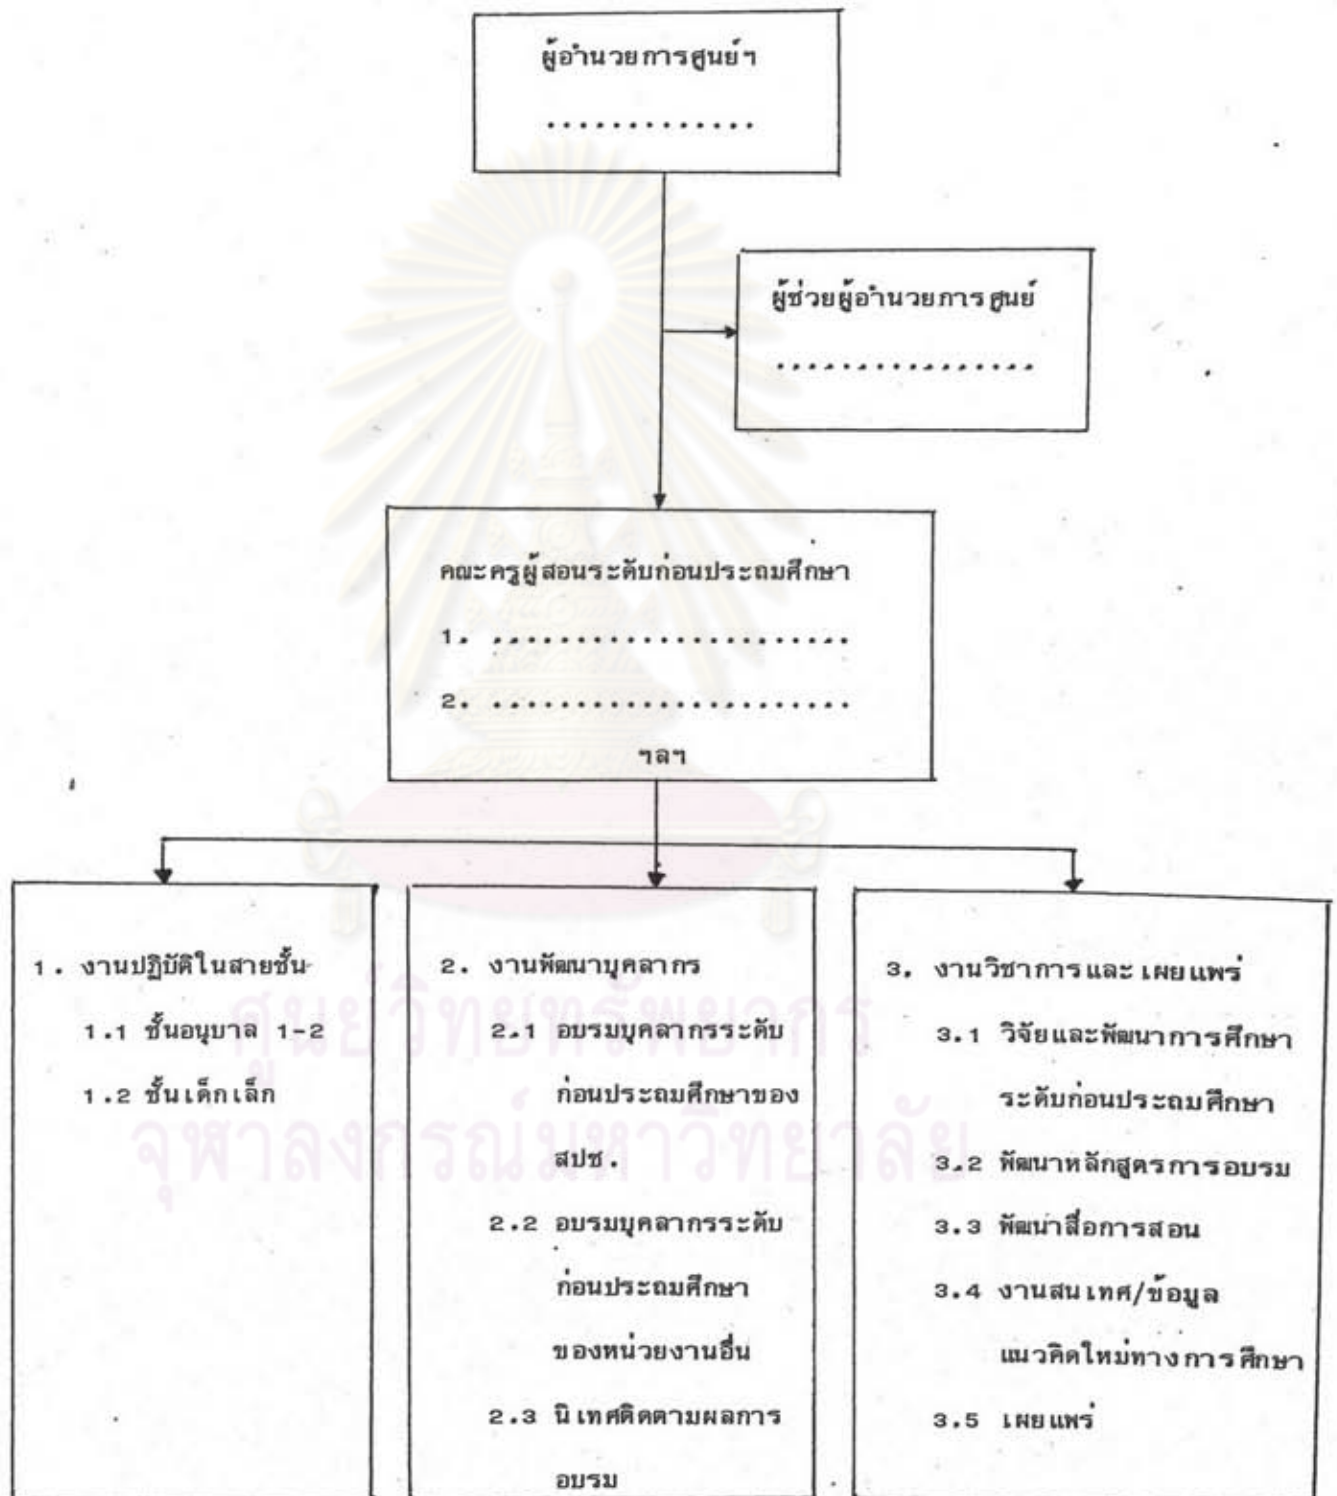 ผู้อำนวยการศูนย์ฯ
.............
ผู้ช่วยผู้อำนวยการศูนย์
................
คณะครูผู้สอนระดับก่อนประถมศึกษา
1. ......................
2. ......................
ฯลฯ
1. งานปฏิบัติในสายชั้น
1.1 ชั้นอนุบาล 1-2
1.2 ชั้นเด็กเล็ก
2. งานพัฒนาบุคลากร
2.1 อบรมบุคลากรระดับ
ก่อนประถมศึกษาของ
สปช.
2.2 อบรมบุคลากรระดับ
ก่อนประถมศึกษา
ของหน่วยงานอื่น
2.3 นิเทศติดตามผลการ
อบรม
3. งานวิชาการและเผยแพร่
3.1 วิจัยและพัฒนาการศึกษา
ระดับก่อนประถมศึกษา
3.2 พัฒนาหลักสูตรการอบรม
3.3 พัฒนาสื่อการสอน
3.4 งานสนเทศ/ข้อมูล
แนวคิดใหม่ทางการศึกษา
3.5 เผยแพร่
ศูนย์วิทยทรัพยากร
จุฬาลงกรณ์มหาวิทยาลัย